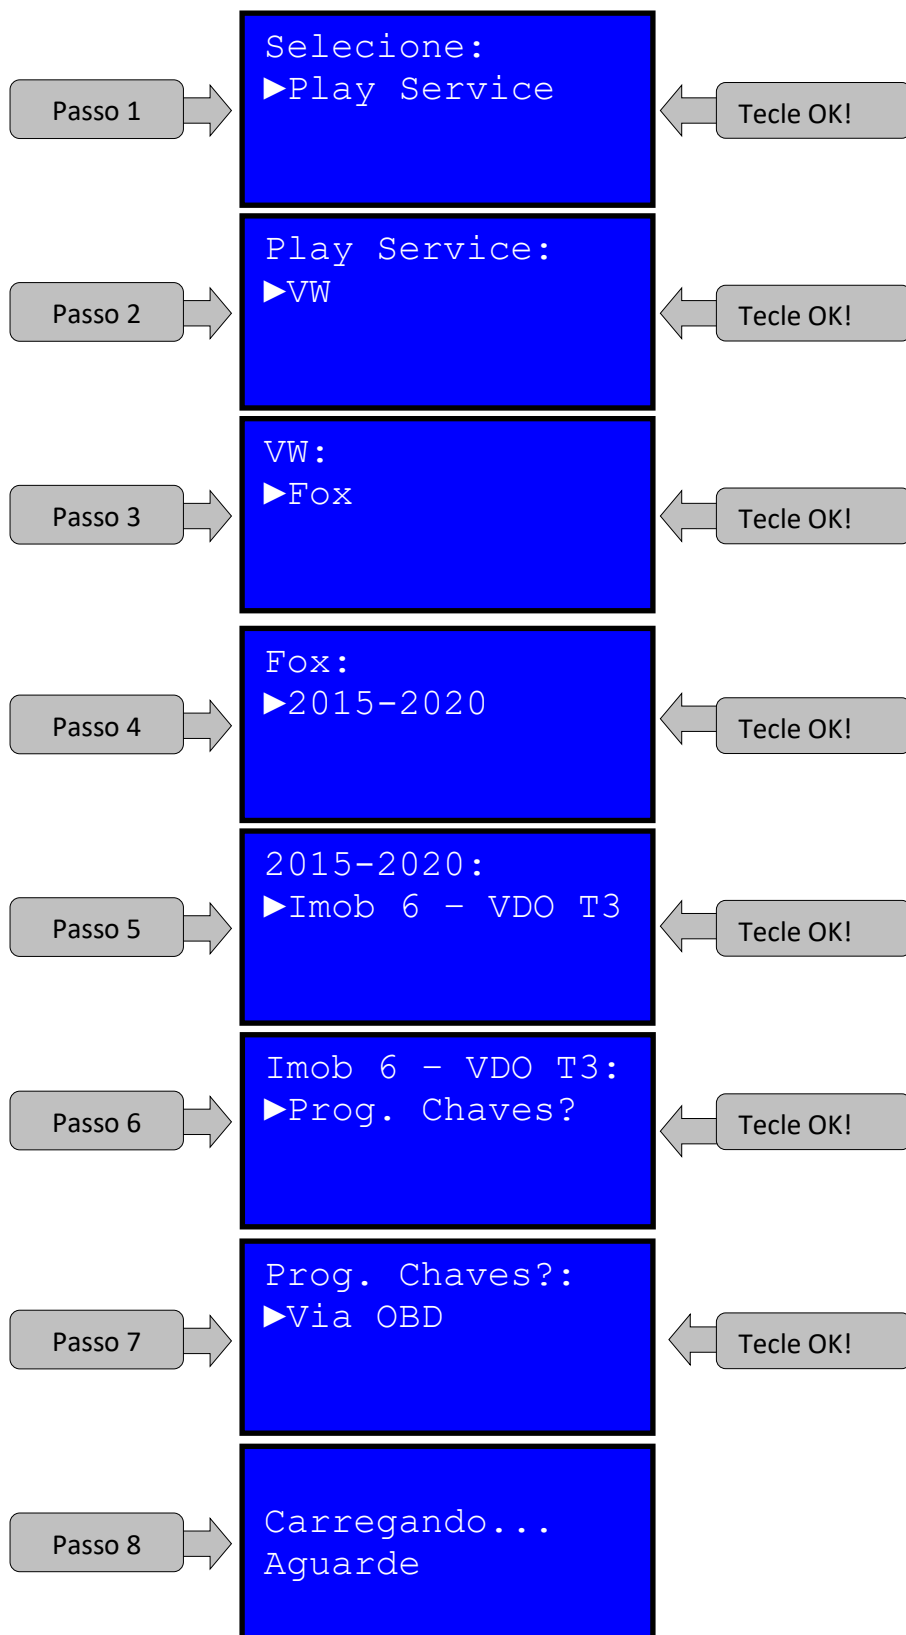 Passo 1
Selecione:
►Play Service
Tecle OK!
Passo 2
Play Service:
►VW
Tecle OK!
Passo 3
VW:
►Fox
Tecle OK!
Passo 4
Fox:
►2015-2020
Tecle OK!
Passo 5
2015-2020:
►Imob 6 – VDO T3
Tecle OK!
Passo 6
Imob 6 – VDO T3:
►Prog. Chaves?
Tecle OK!
Passo 7
Prog. Chaves?:
►Via OBD
Tecle OK!
Passo 8
Carregando...
Aguarde